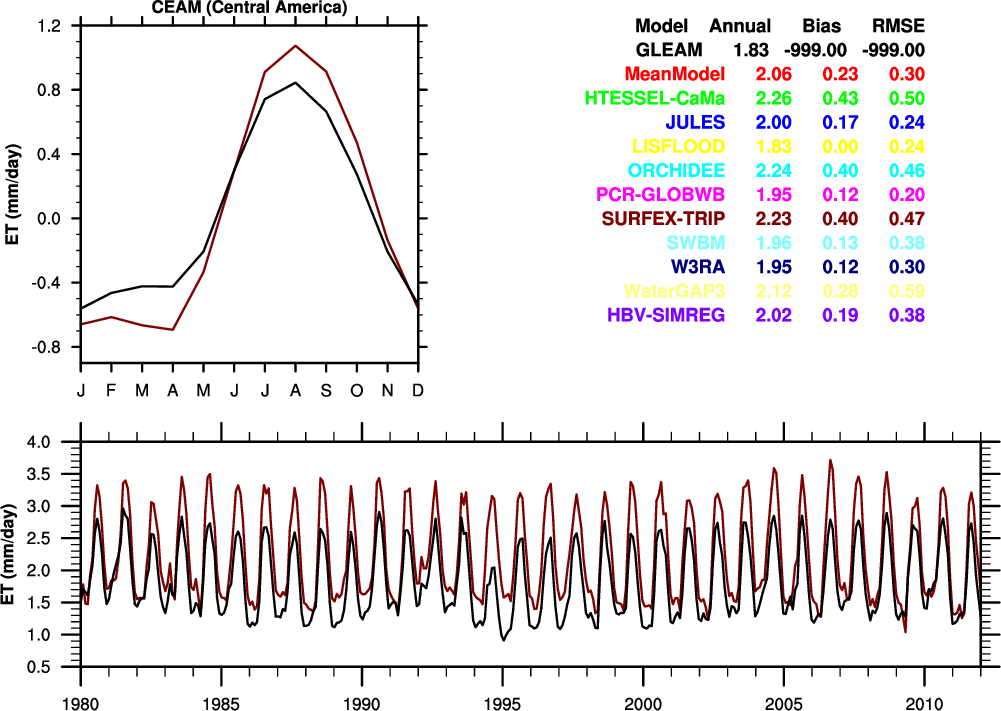 CEAM (Central America)
1.2
0.8
0.4
0.0
-0.4
-0.8
ET (mm/day)
J F M A M J J A S O N D
Model Annual Bias RMSE
GLEAM 1.83 -999.00 -999.00
MeanModel 2.06 0.23 0.30
HTESSEL-CaMa 2.26 0.43 0.50
JULES 2.00 0.17 0.24
LISFLOOD 1.83 0.00 0.24
ORCHIDEE 2.24 0.40 0.46
PCR-GLOBWB 1.95 0.12 0.20
SURFEX-TRIP 2.23 0.40 0.47
SWBM 1.96 0.13 0.38
W3RA 1.95 0.12 0.30
WaterGAP3 2.12 0.28 0.59
HBV-SIMREG 2.02 0.19 0.38
4.0
3.5
3.0
2.5
2.0
1.5
1.0
0.5
ET (mm/day)
1980 1985 1990 1995 2000 2005 2010